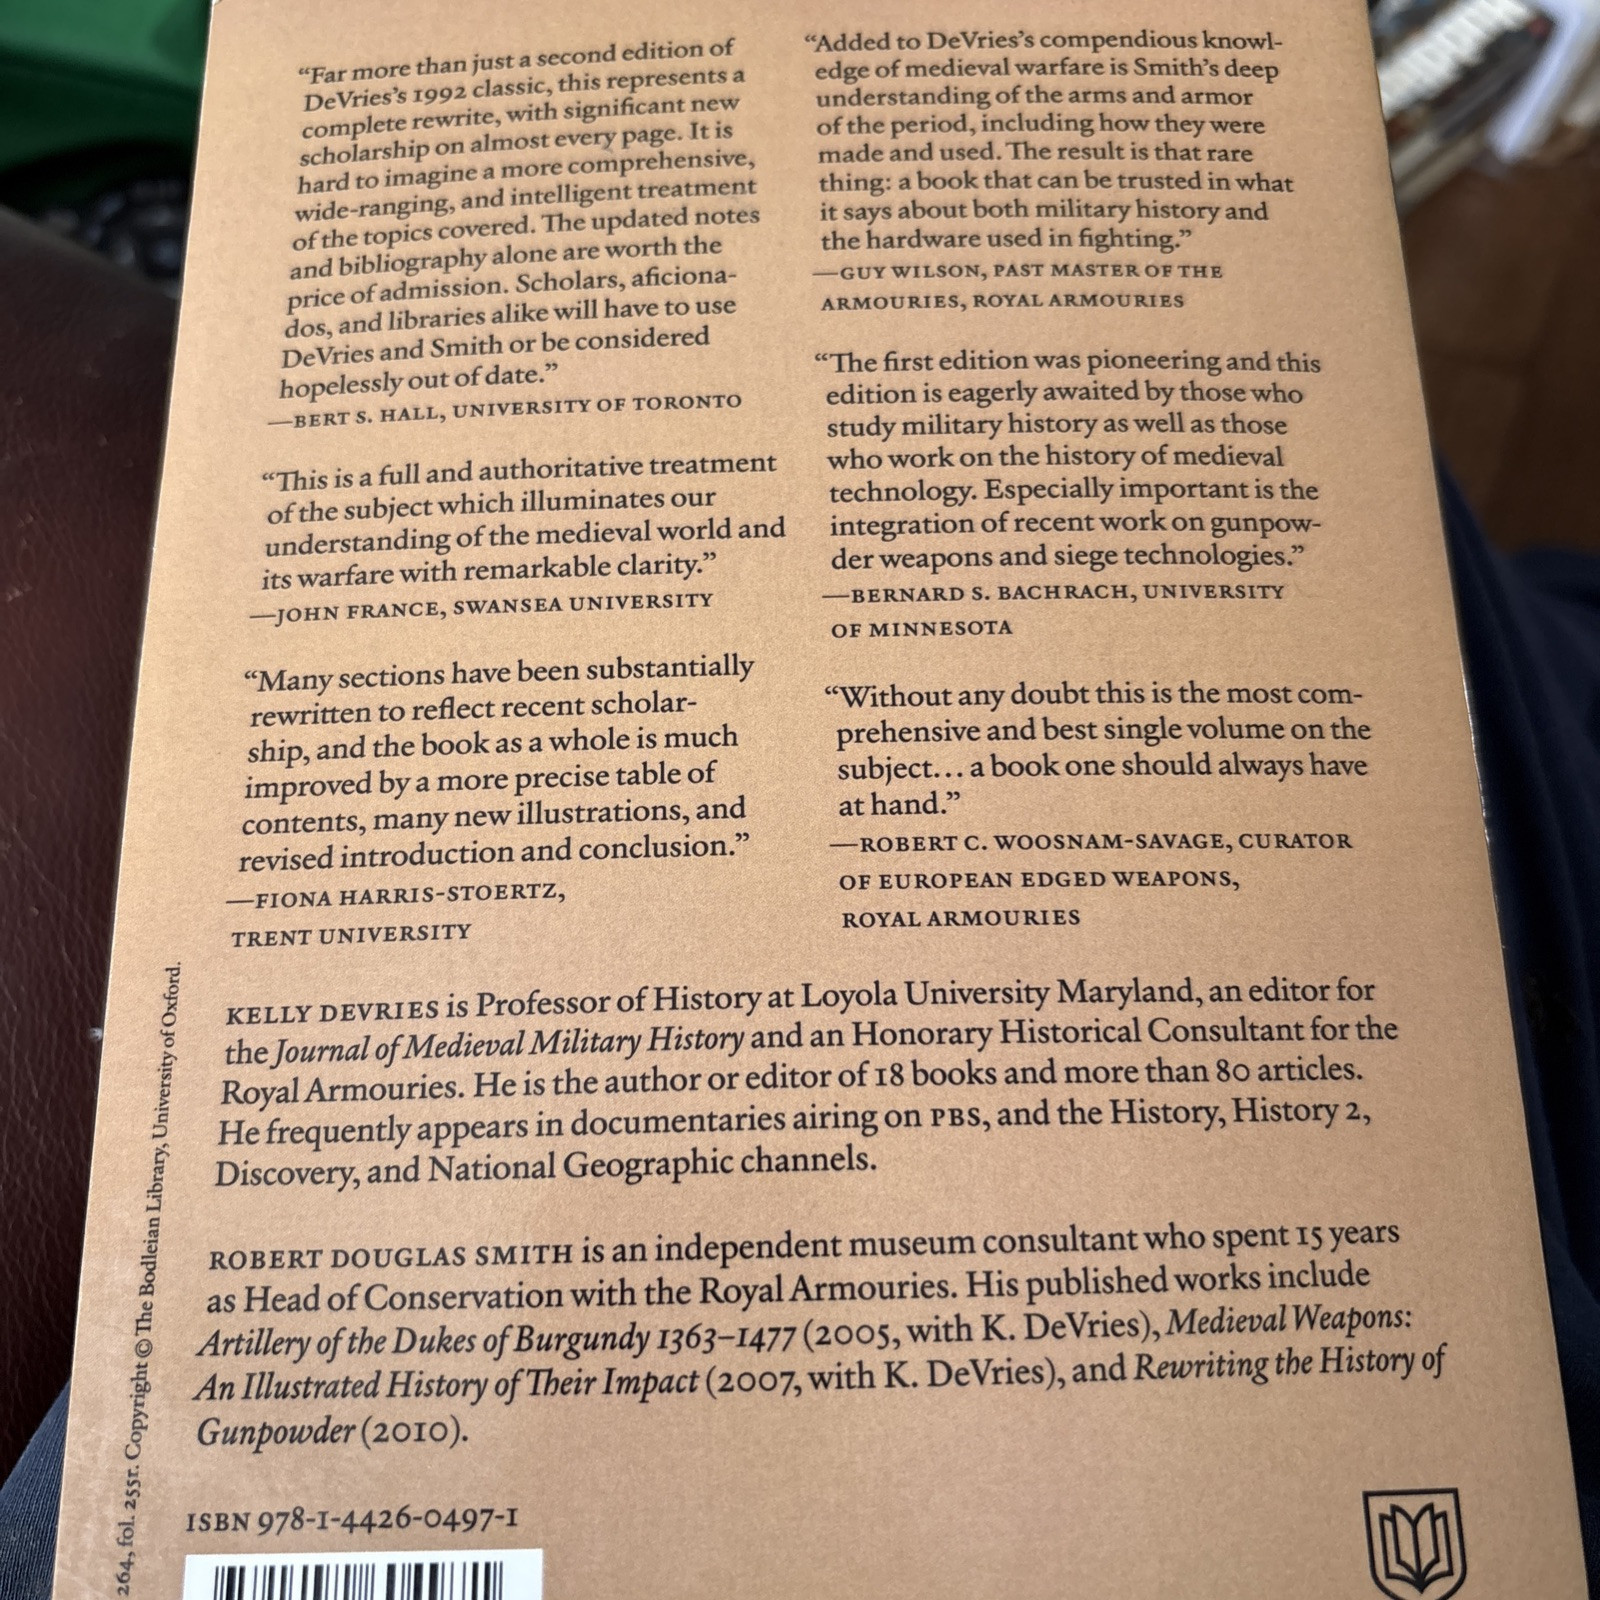 “Far more than just a second edition of
DeVries’s 1992 classic, this represents a
complete rewrite, with significant new
scholarship on almost every page. It is
hard to imagine a more comprehensive,
wide-ranging, and intelligent treatment
of the topics covered. The updated notes
and bibliography alone are worth the
price of admission. Scholars, aficiona-
dos, and libraries alike will have to use
DeVries and Smith or be considered
hopelessly out of date.”
—BERT S. HALL, UNIVERSITY OF TORONTO
“This is a full and authoritative treatment
of the subject which illuminates our
understanding of the medieval world and
its warfare with remarkable clarity.”
—JOHN FRANCE, SWANSEA UNIVERSITY
“Many sections have been substantially
rewritten to reflect recent scholar-
ship, and the book as a whole is much
improved by a more precise table of
contents, many new illustrations, and
revised introduction and conclusion.”
—FIONA HARRIS-STOERTZ,
TRENT UNIVERSITY
“Added to DeVries’s compendious knowl-
edge of medieval warfare is Smith’s deep
understanding of the arms and armor
of the period, including how they were
made and used. The result is that rare
thing: a book that can be trusted in what
it says about both military history and
the hardware used in fighting.”
—GUY WILSON, PAST MASTER OF THE
ARMOURIES, ROYAL ARMOURIES
“The first edition was pioneering and this
edition is eagerly awaited by those who
study military history as well as those
who work on the history of medieval
technology. Especially important is the
integration of recent work on gunpow-
der weapons and siege technologies.”
—BERNARD S. BACHRACH, UNIVERSITY
OF MINNESOTA
“Without any doubt this is the most com-
prehensive and best single volume on the
subject... a book one should always have
at hand.”
—ROBERT C. WOOSNAM-SAVAGE, CURATOR
OF EUROPEAN EDGED WEAPONS,
ROYAL ARMOURIES
KELLY DEVRIES is Professor of History at Loyola University Maryland, an editor for
the Journal of Medieval Military History and an Honorary Historical Consultant for the
Royal Armouries. He is the author or editor of 18 books and more than 80 articles.
He frequently appears in documentaries airing on PBS, and the History, History 2,
Discovery, and National Geographic channels.
ROBERT DOUGLAS SMITH is an independent museum consultant who spent 15 years
as Head of Conservation with the Royal Armouries. His published works include
Artillery of the Dukes of Burgundy 1363–1477 (2005, with K. DeVries), Medieval Weapons:
An Illustrated History of Their Impact (2007, with K. DeVries), and Rewriting the History of
Gunpowder (2010).
ISBN 978-1-4426-0497-1
264, fol. 255r. Copyright © The Bodleian Library, University of Oxford.